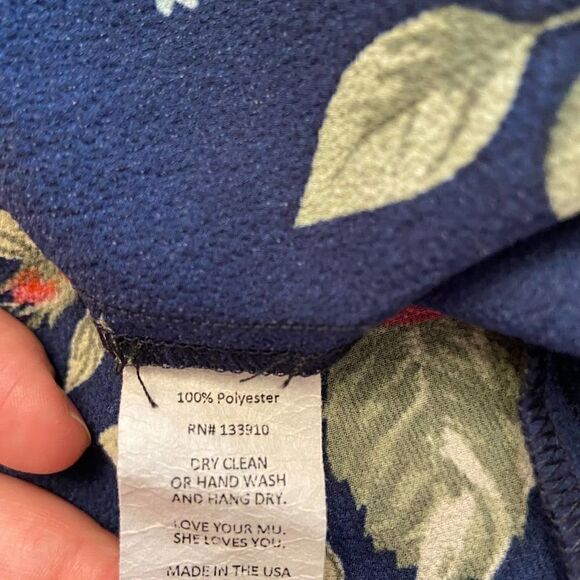 100% Polyester
RN# 133910
DRY CLEAN
OR HAND WASH
AND HANG DRY.
LOVE YOUR MU.
SHE LOVES YOU.
MADE IN THE USA